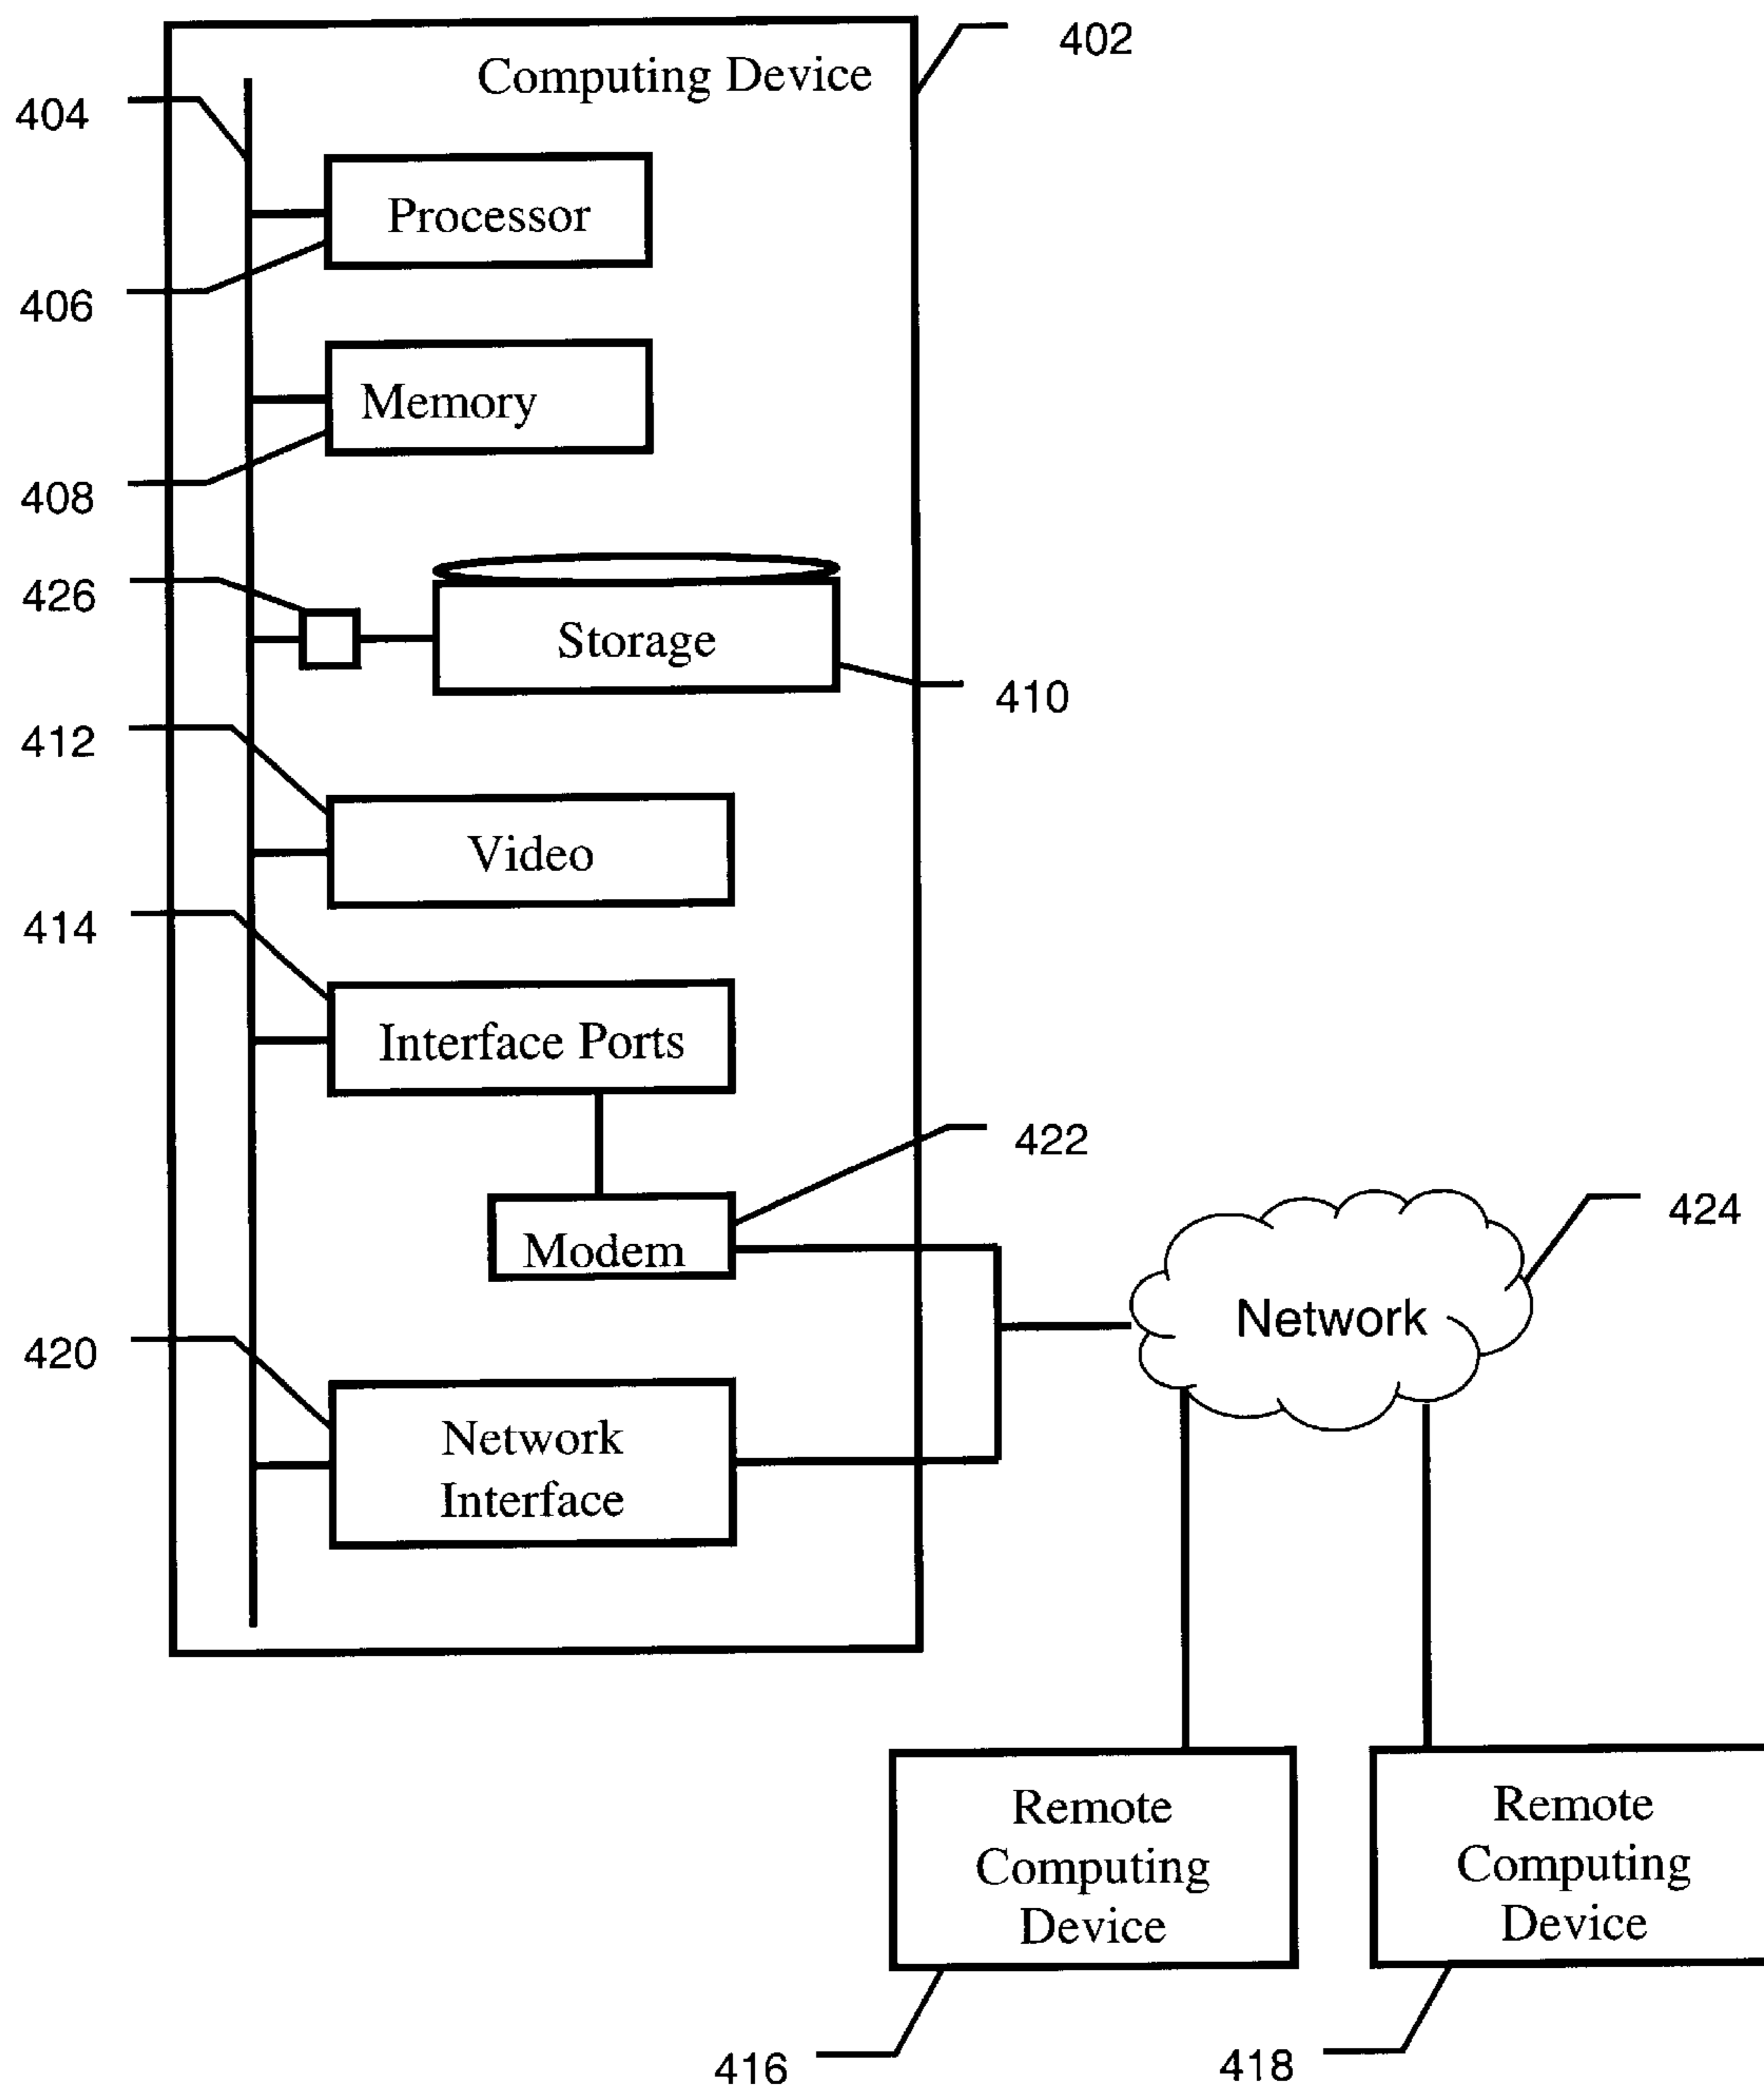 402
Computing Device
404
Processor
406
Memory
408
426
Storage
410
412
Video
414
Interface Ports
422
424
Modem
Network
420
Network
Interface
Remote
Computing
Device
Remote
Computing
Device
416
418